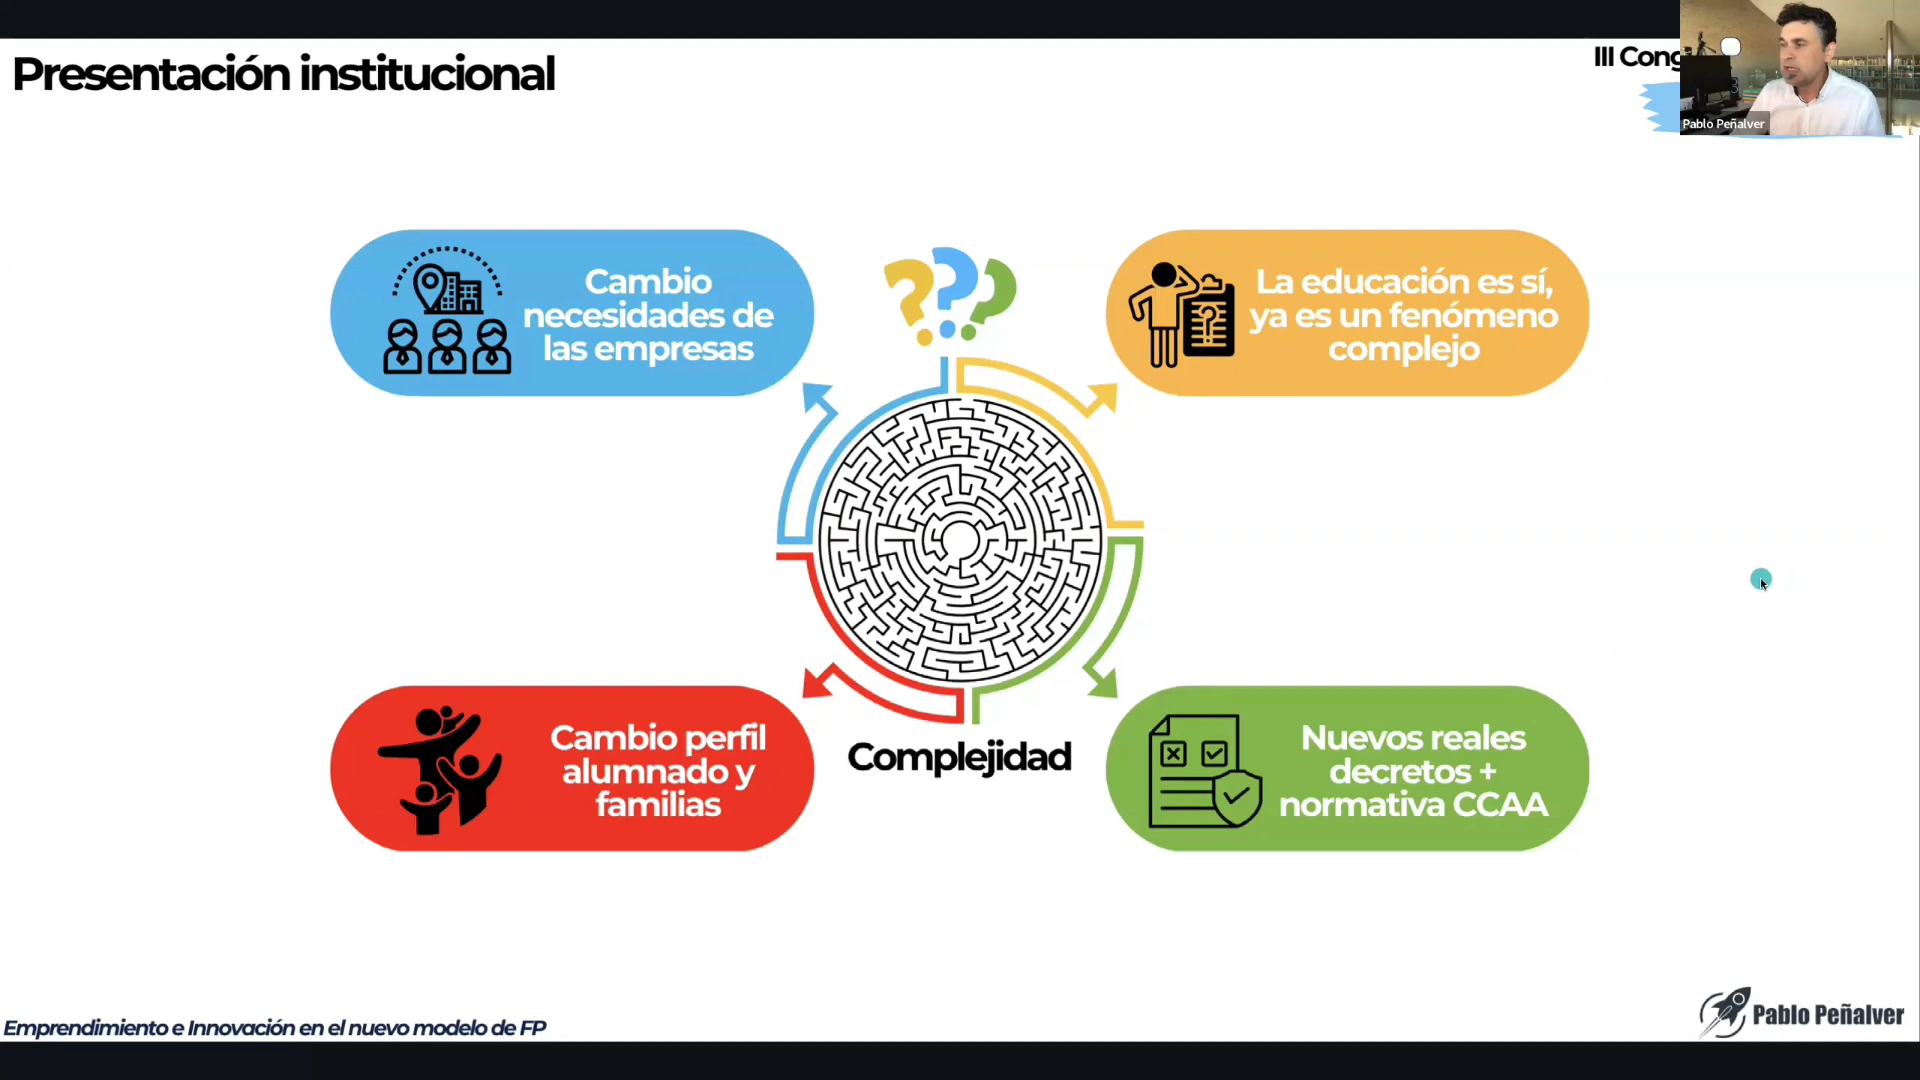 Presentación institucional
III Cong
Pablo Peñalver
Cambio
necesidades de
las empresas
???
La educación es sí,
ya es un fenómeno
complejo
Cambio perfil
alumnado y
familias
Complejidad
Nuevos reales
decretos +
normativa CCAA
Emprendimiento e Innovación en el nuevo modelo de FP
Pablo Peñalver